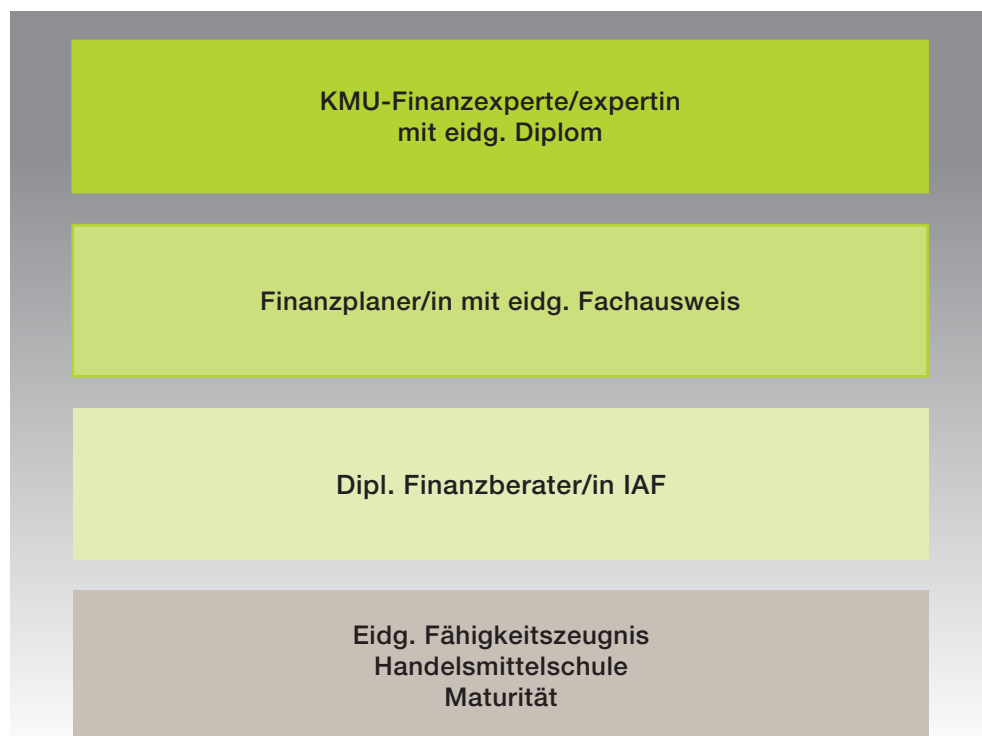 KMU-Finanzexperte/expertin
mit eidg. Diplom
Finanzplaner/in mit eidg. Fachausweis
Dipl. Finanzberater/in IAF
Eidg. Fähigkeitszeugnis
Handelsmittelschule
Maturität